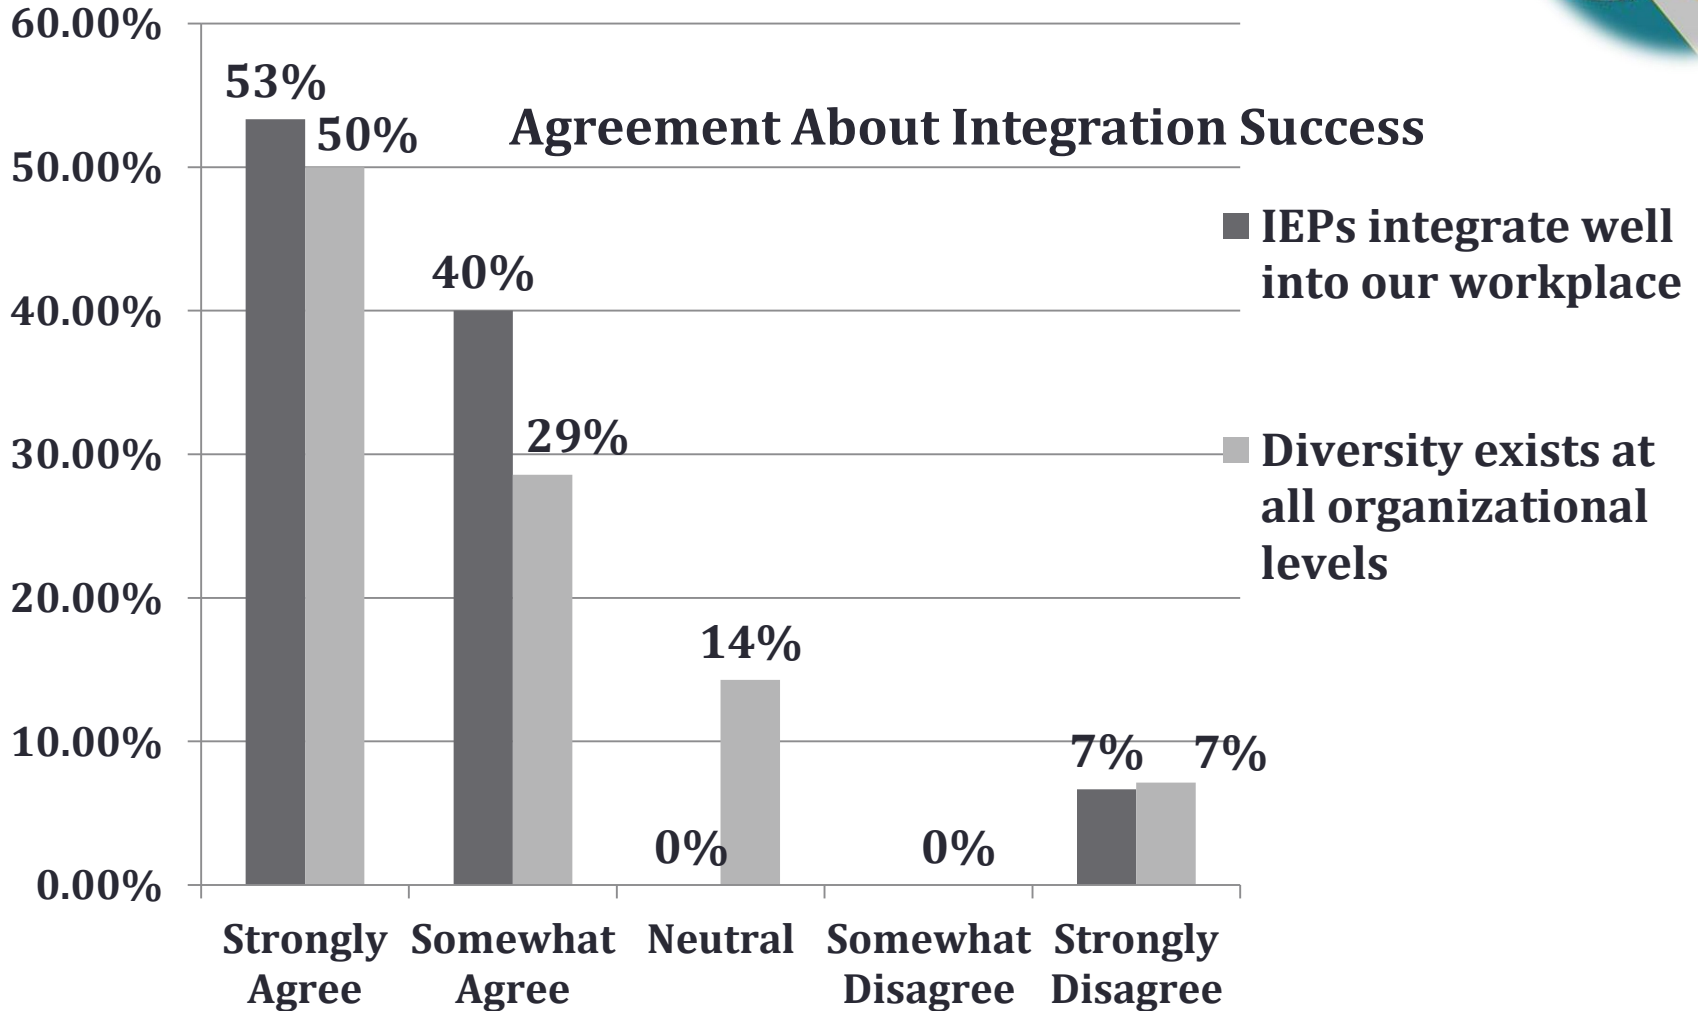 Agreement About Integration Success
60.00%
50.00%
40.00%
30.00%
20.00%
10.00%
0.00%
53%
50%
40%
29%
0%
14%
0%
7%
7%
Strongly
Agree
Somewhat
Agree
Neutral
Somewhat
Disagree
Strongly
Disagree
IEPs integrate well
into our workplace
Diversity exists at
all organizational
levels